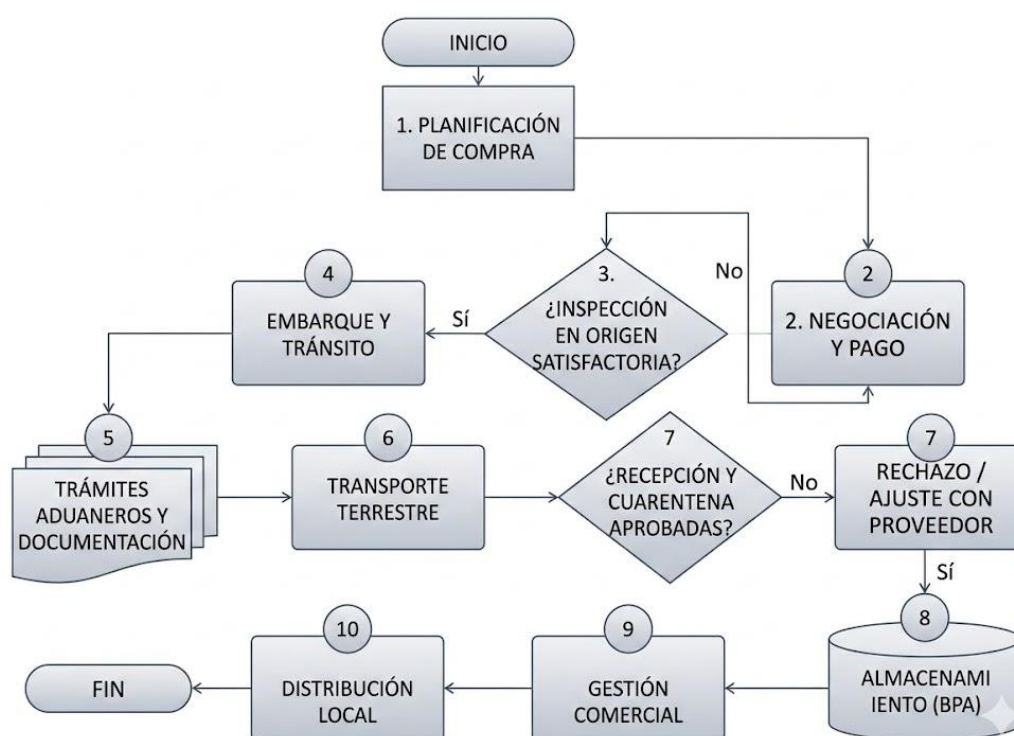 INICIO
1. PLANIFICACIÓN
DE COMPRA
4
EMBARQUE Y
TRÁNSITO
Sí
3.
¿INSPECCIÓN
EN ORIGEN
SATISFACTORIA?
No
2
2. NEGOCIACIÓN
Y PAGO
5
TRÁMITES
ADUANEROS Y
DOCUMENTACIÓN
6
TRANSPORTE
TERRESTRE
7
¿RECEPCIÓN Y
CUARENTENA
APROBADAS?
No
7
RECHAZO /
AJUSTE CON
PROVEEDOR
Sí
FIN
10
DISTRIBUCIÓN
LOCAL
9
GESTIÓN
COMERCIAL
8
ALMACENAMI
IENTO (BPA)